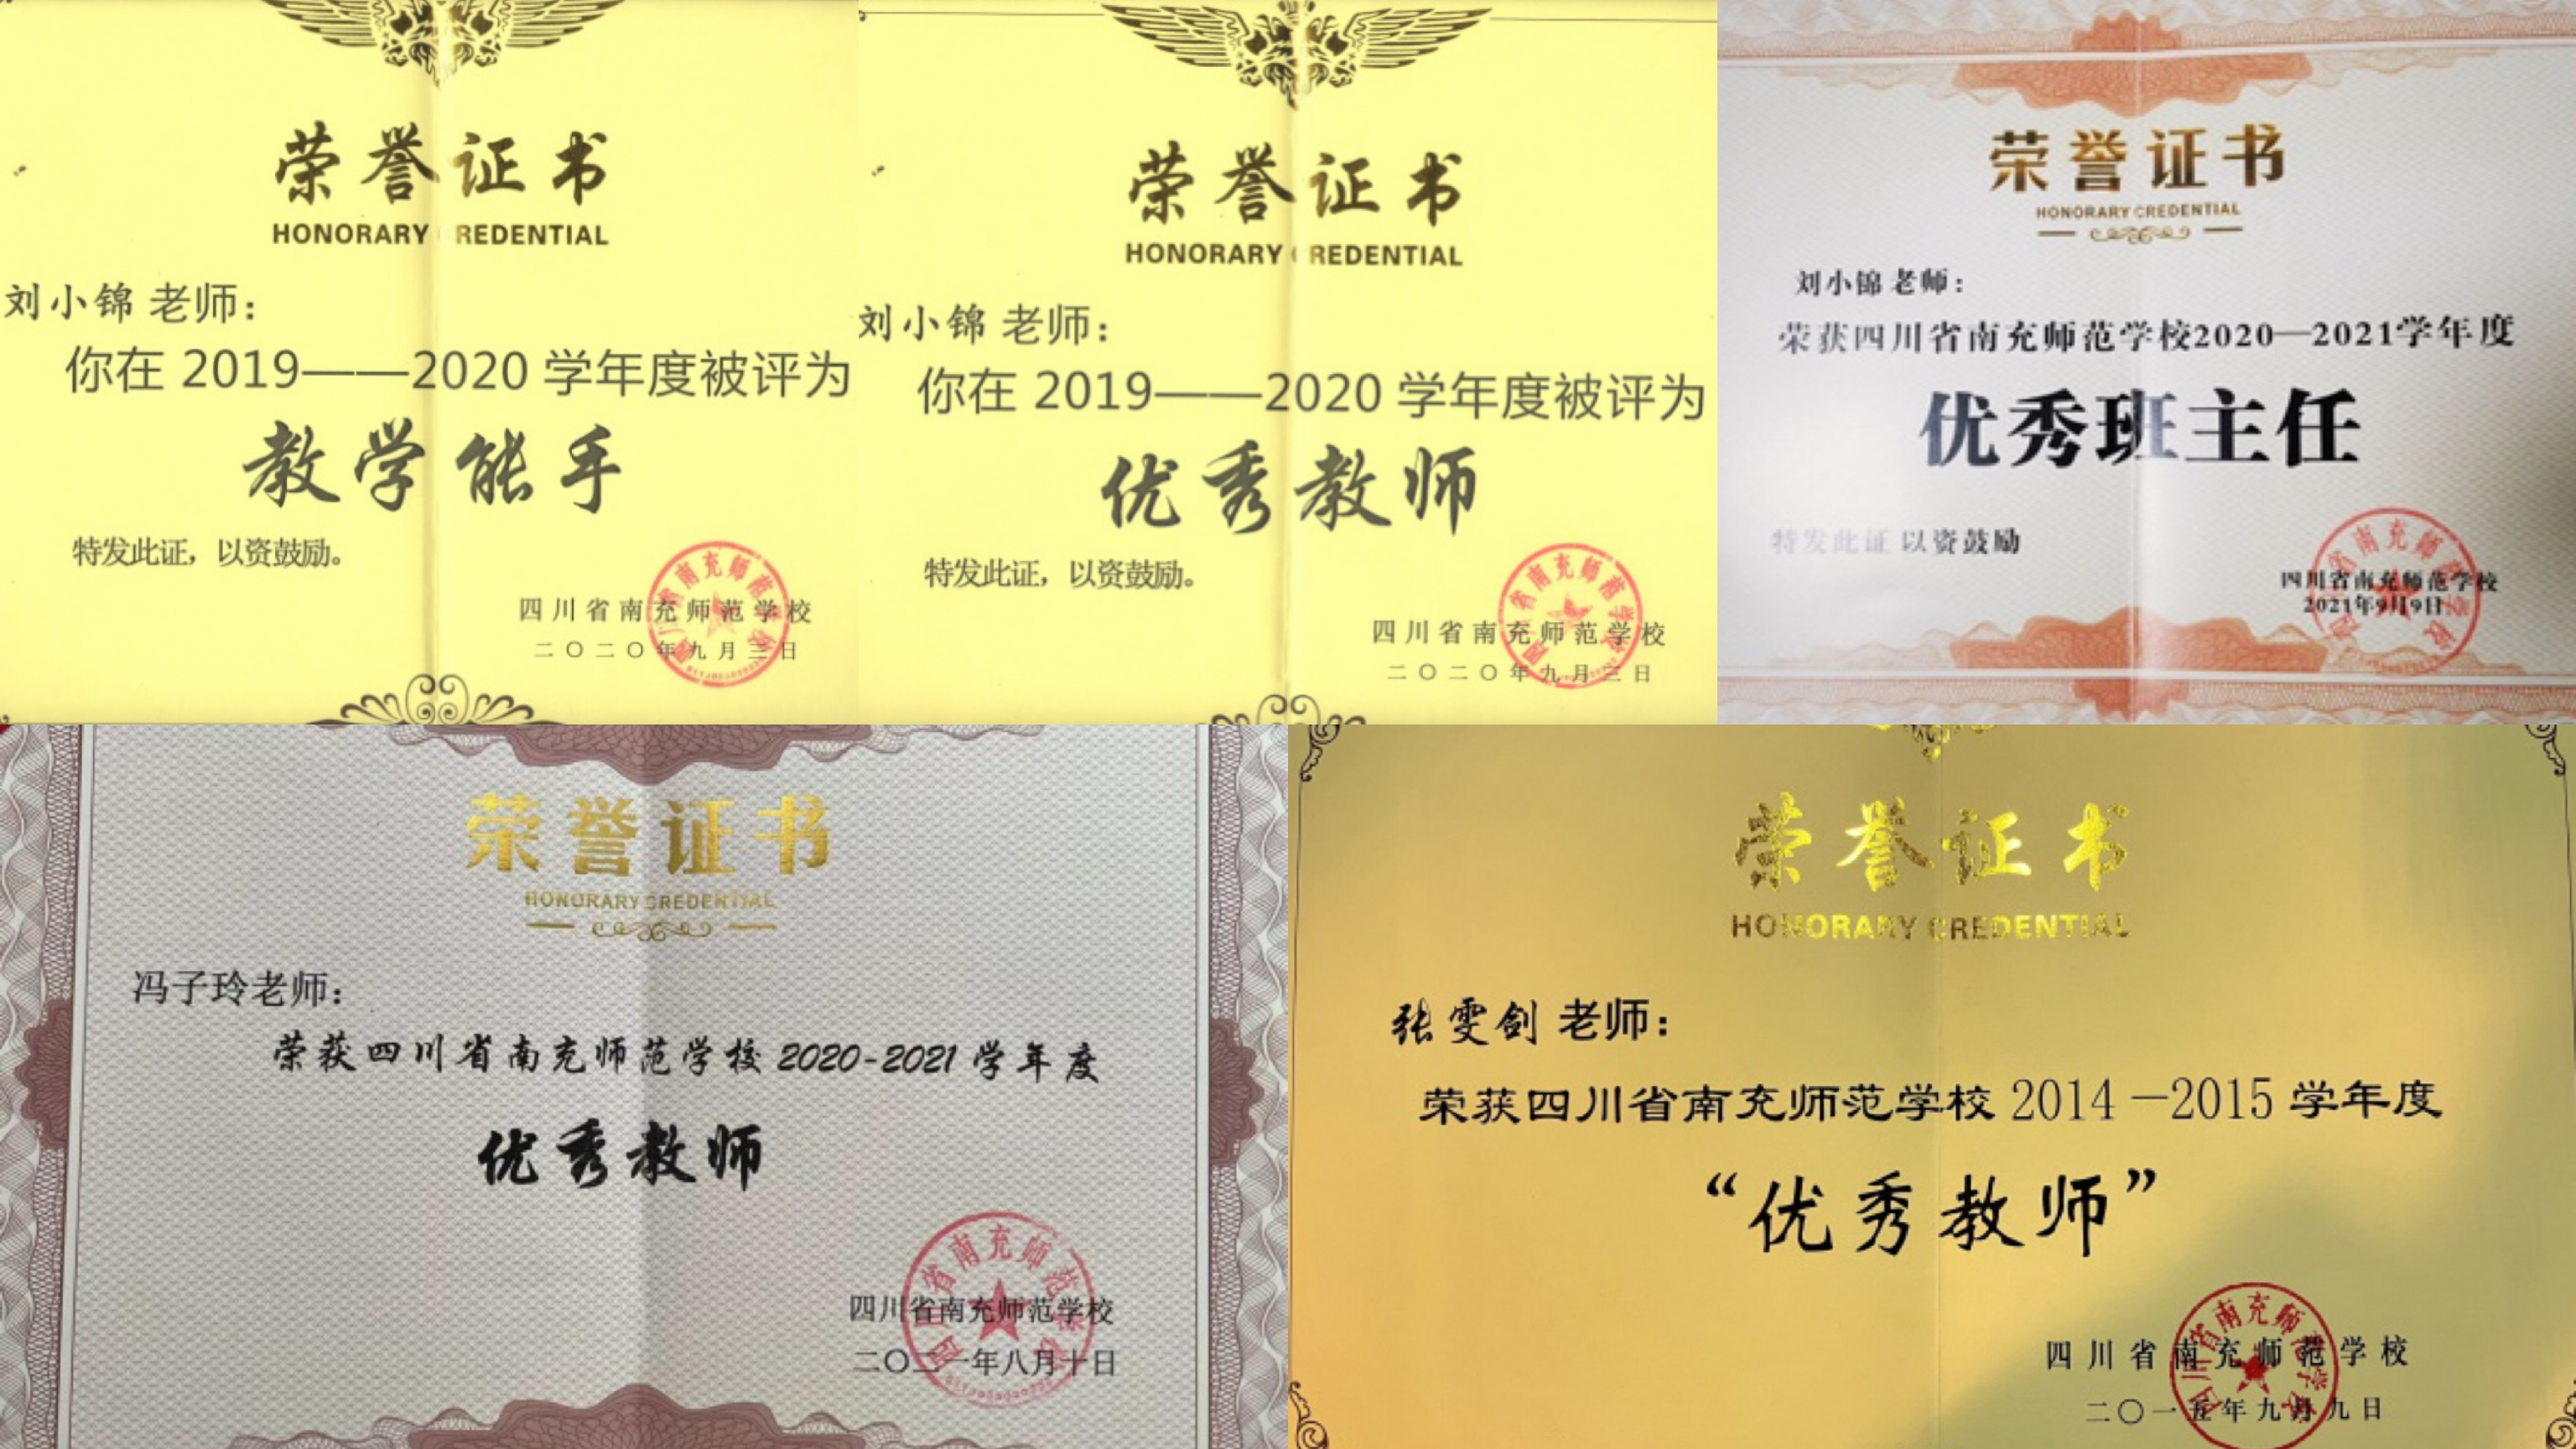 荣誉证书
HONORARY CREDENTIAL
刘小锦 老师：
你在 2019——2020 学年度被评为
教学能手
特发此证，以资鼓励。
四川省南充师范学校
二〇二〇年九月三日
荣誉证书
HONORARY CREDENTIAL
刘小锦 老师：
你在 2019——2020 学年度被评为
优秀教师
特发此证，以资鼓励。
四川省南充师范学校
二〇二〇年九月三日
荣誉证书
HONORARY CREDENTIAL
刘小锦 老师：
荣获四川省南充师范学校2020—2021学年度
优秀班主任
特发此证 以资鼓励
四川省南充师范学校
2021年9月9日
荣誉证书
HONORARY CREDENTIAL
冯子玲老师：
荣获四川省南充师范学校 2020-2021 学年度
优秀教师
四川省南充师范学校
二〇二一年八月十日
荣誉证书
HONORARY CREDENTIAL
张雯剑 老师：
荣获四川省南充师范学校 2014—2015 学年度
“优秀教师”
四川省南充师范学校
二〇一五年九月九日